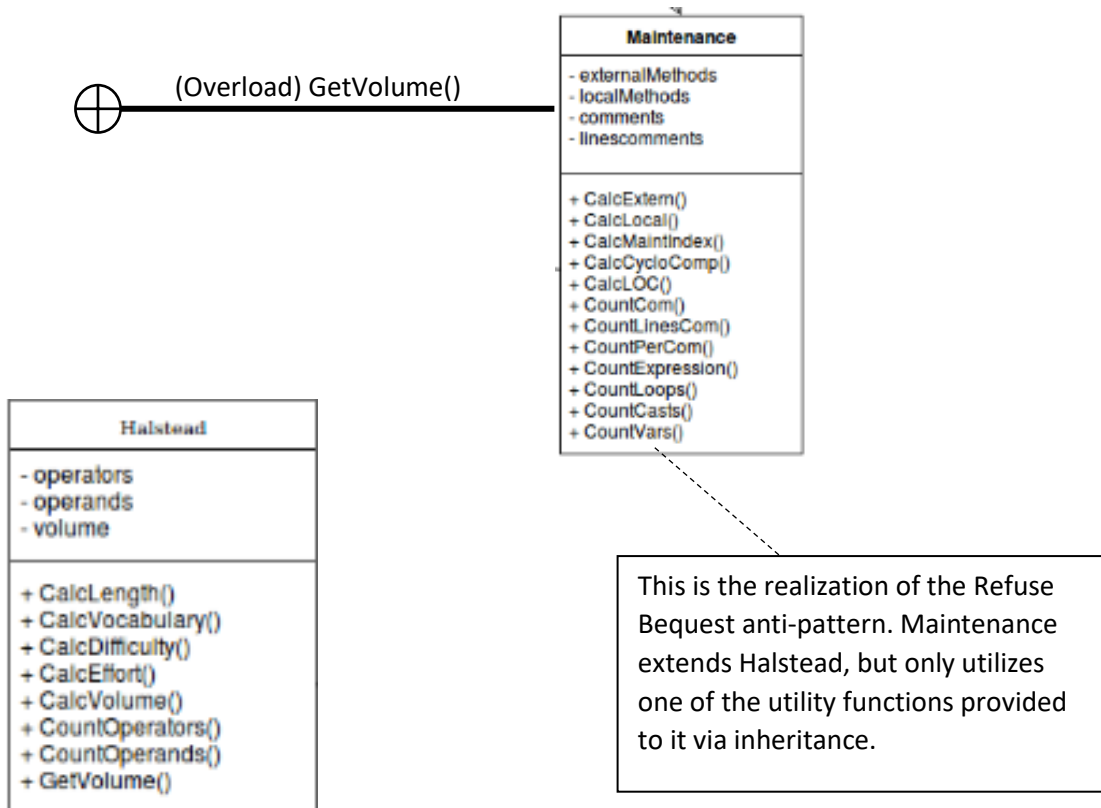 Maintenance
- externalMethods
- localMethods
- comments
- linescomments
(Overload) GetVolume()
+ CalcExtern()
+ CalcLocal()
+ CalcMaintIndex()
+ CalcCycloComp()
+ CalcLOC()
+ CountCom()
+ CountLinesCom()
+ CountPerCom()
+ CountExpression()
+ CountLoops()
+ CountCasts()
+ CountVars()
Halstead
- operators
- operands
- volume
+ CalcLength()
+ CalcVocabulary()
+ CalcDifficulty()
+ CalcEffort()
+ CalcVolume()
+ CountOperators()
+ CountOperands()
+ GetVolume()
This is the realization of the Refuse
Bequest anti-pattern. Maintenance
extends Halstead, but only utilizes
one of the utility functions provided
to it via inheritance.